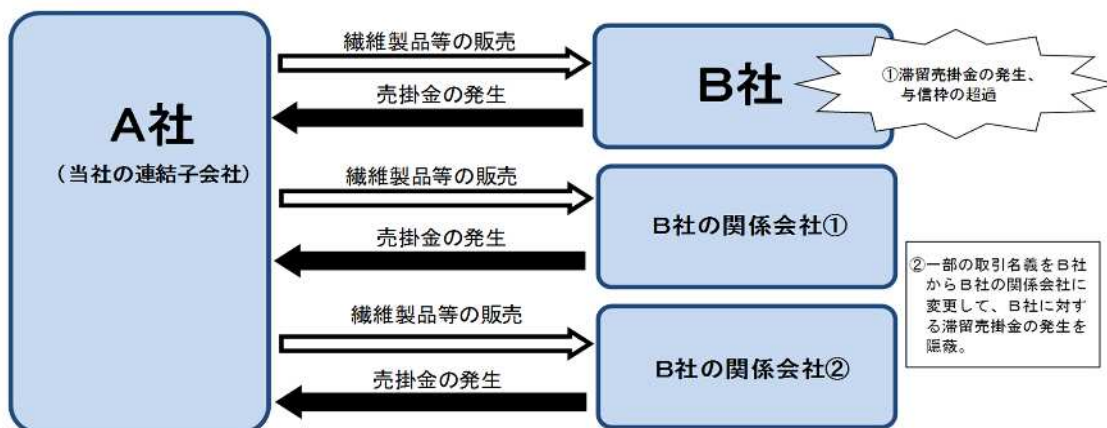 A社
（当社の連結子会社）
繊維製品等の販売
売掛金の発生
B社
①滞留売掛金の発生、
与信枠の超過
繊維製品等の販売
売掛金の発生
B社の関係会社①
繊維製品等の販売
売掛金の発生
B社の関係会社②
②一部の取引名義をB社
からB社の関係会社に
変更して、B社に対す
る滞留売掛金の発生を
隠蔽。